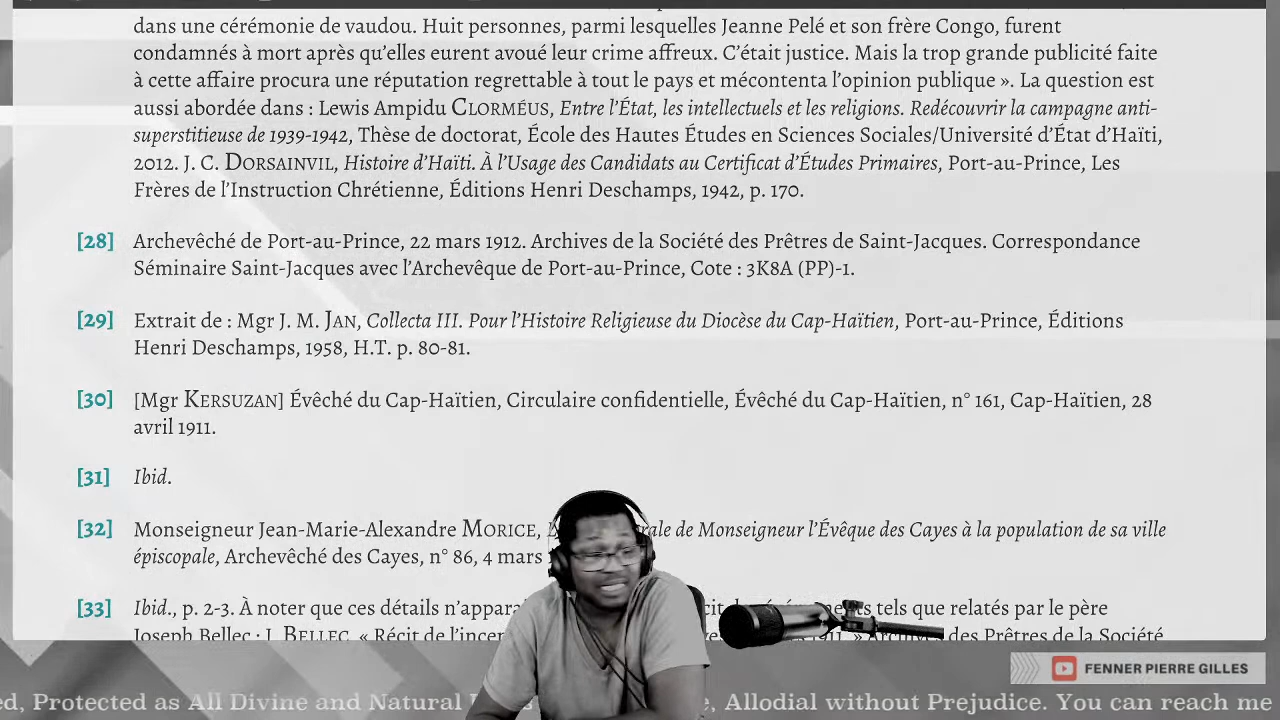 dans une cérémonie de vaudou. Huit personnes, parmi lesquelles Jeanne Pelé et son frère Congo, furent
condamnés à mort après qu'elles eurent avoué leur crime affreux. C'était justice. Mais la trop grande publicité faite
à cette affaire procura une réputation regrettable à tout le pays et mécontenta l'opinion publique ». La question est
aussi abordée dans : Lewis Ampidu CLORMÉUS, Entre l'État, les intellectuels et les religions. Redécouvrir la campagne anti-
superstitieuse de 1939-1942, Thèse de doctorat, École des Hautes Études en Sciences Sociales/Université d'État d'Haïti,
2012. J. C. DORSAINVIL, Histoire d'Haïti. À l'Usage des Candidats au Certificat d'Études Primaires, Port-au-Prince, Les
Frères de l'Instruction Chrétienne, Éditions Henri Deschamps, 1942, p. 170.
[28] Archevêché de Port-au-Prince, 22 mars 1912. Archives de la Société des Prêtres de Saint-Jacques. Correspondance
Séminaire Saint-Jacques avec l'Archevêque de Port-au-Prince, Cote : 3K8A (PP)-1.
[29] Extrait de : Mgr J. M. JAN, Collecta III. Pour l'Histoire Religieuse du Diocèse du Cap-Haïtien, Port-au-Prince, Éditions
Henri Deschamps, 1958, H.T. p. 80-81.
[30] [Mgr KERSUZAN] Évêché du Cap-Haïtien, Circulaire confidentielle, Évêché du Cap-Haïtien, n° 161, Cap-Haïtien, 28
avril 1911.
[31] Ibid.
[32] Monseigneur Jean-Marie-Alexandre MORICE, de Monseigneur l'Évêque des Cayes à la population de sa ville
épiscopale, Archevêché des Cayes, n° 86, 4 mars
[33] Ibid., p. 2-3. À noter que ces détails tels que relatés par le père
Joseph Bellec : J. BELLEC, « Récit de des Prêtres de la Société
FENNER PIERRE GILLES
Protected as All Divine and Natural Allodial without Prejudice. You can reach me